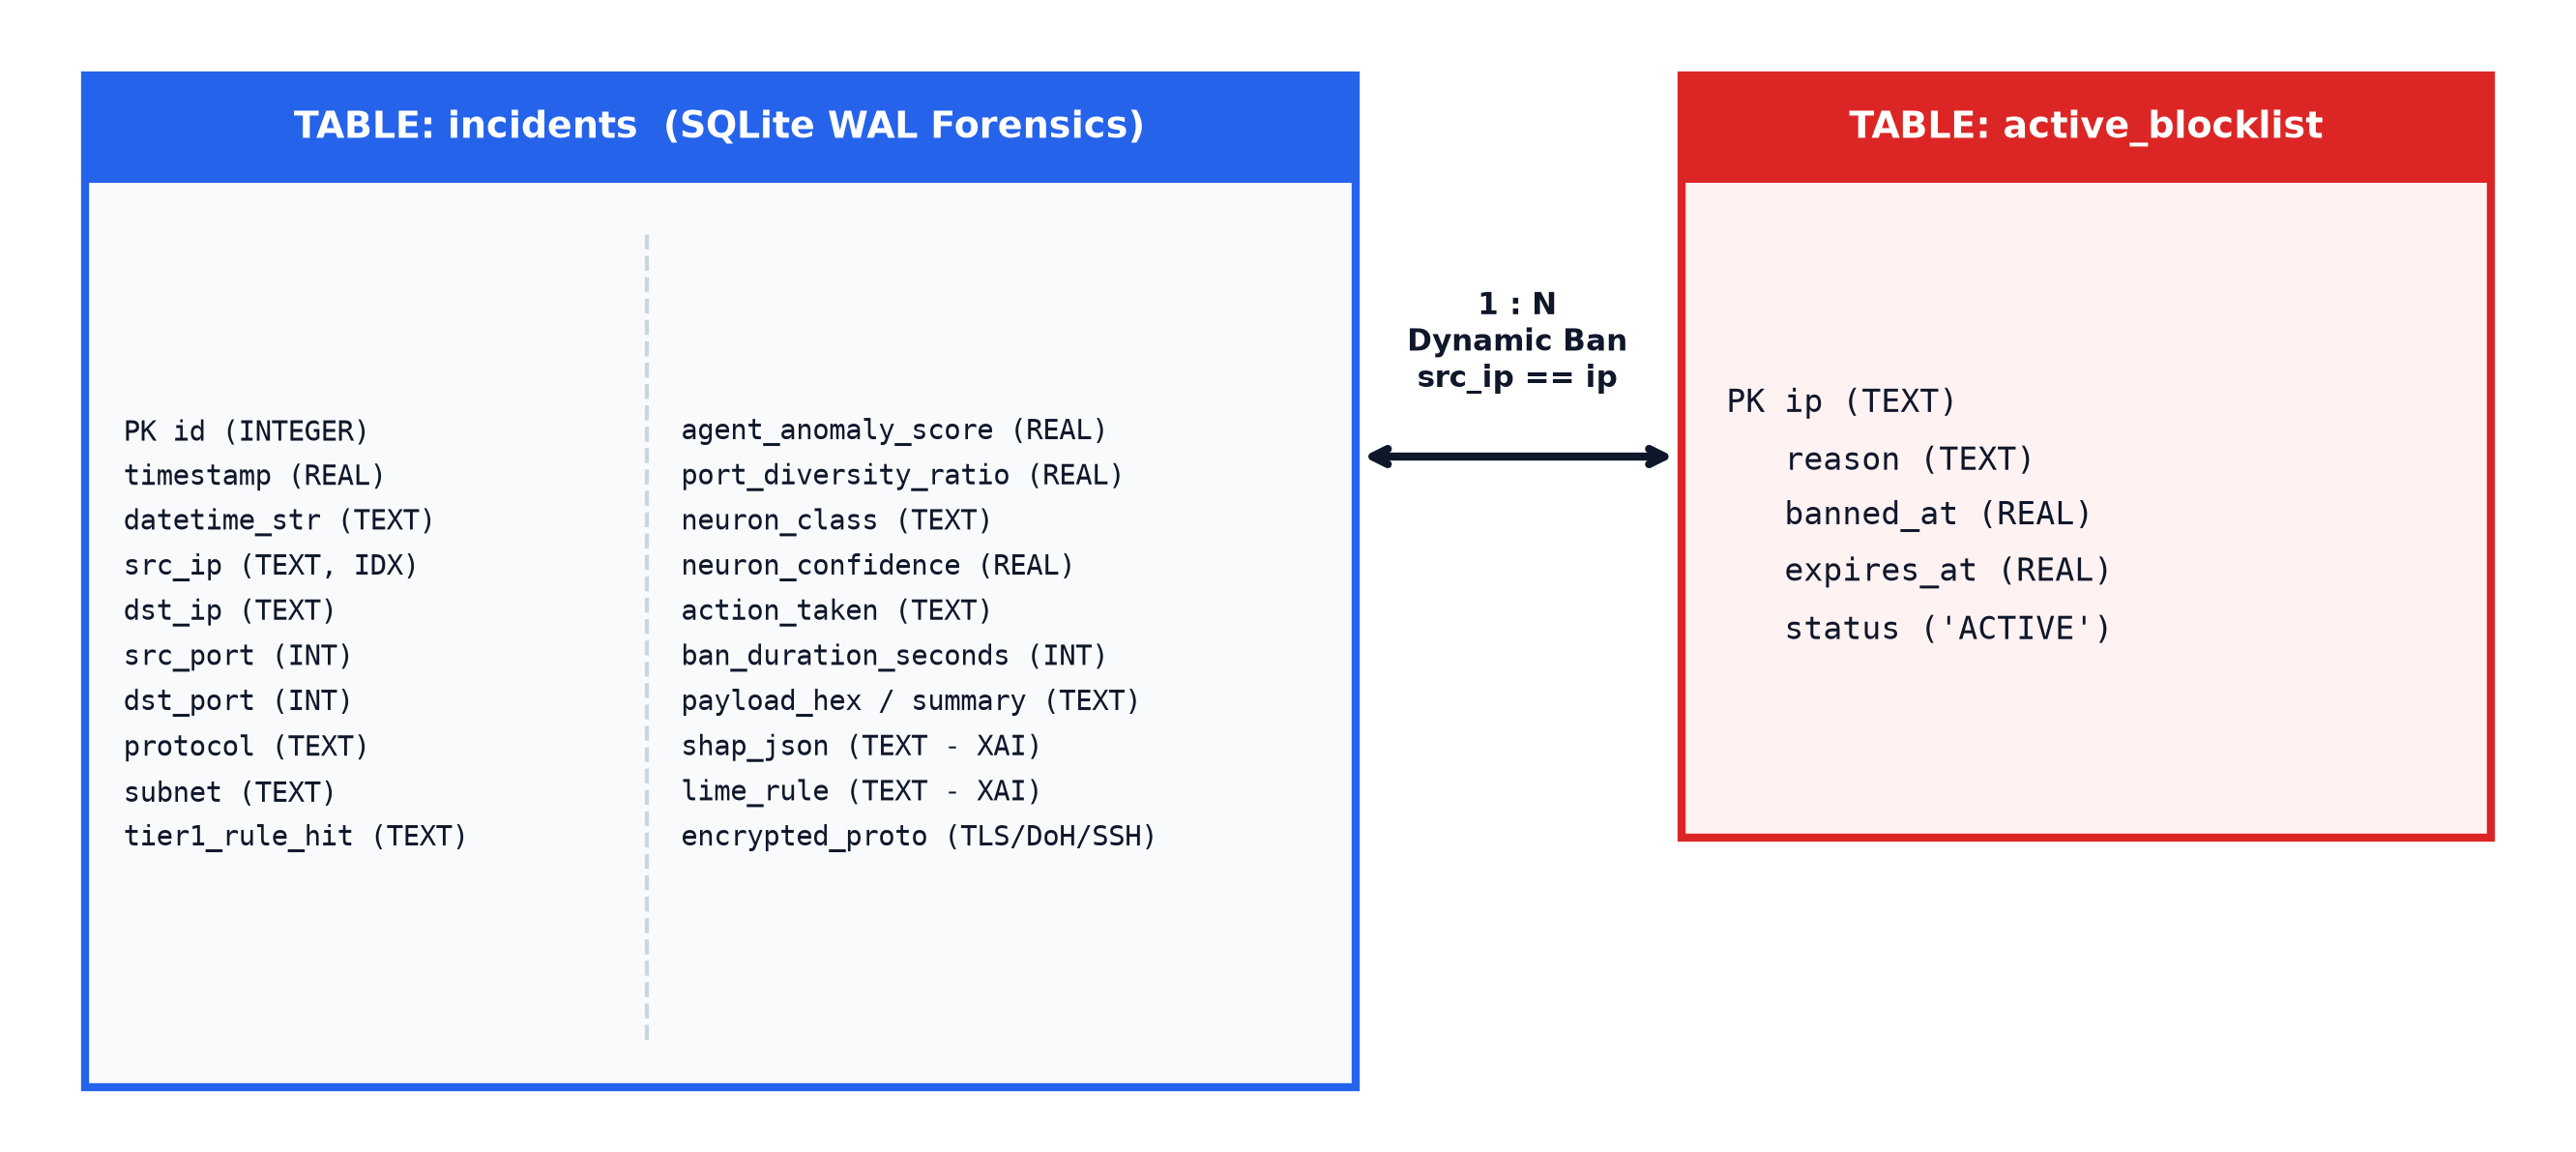 TABLE: incidents  (SQLite WAL Forensics)
PK id (INTEGER)
timestamp (REAL)
datetime_str (TEXT)
src_ip (TEXT, IDX)
dst_ip (TEXT)
src_port (INT)
dst_port (INT)
protocol (TEXT)
subnet (TEXT)
tier1_rule_hit (TEXT)
agent_anomaly_score (REAL)
port_diversity_ratio (REAL)
neuron_class (TEXT)
neuron_confidence (REAL)
action_taken (TEXT)
ban_duration_seconds (INT)
payload_hex / summary (TEXT)
shap_json (TEXT - XAI)
lime_rule (TEXT - XAI)
encrypted_proto (TLS/DoH/SSH)
1 : N
Dynamic Ban
src_ip == ip
TABLE: active_blocklist
PK ip (TEXT)
reason (TEXT)
banned_at (REAL)
expires_at (REAL)
status ('ACTIVE')